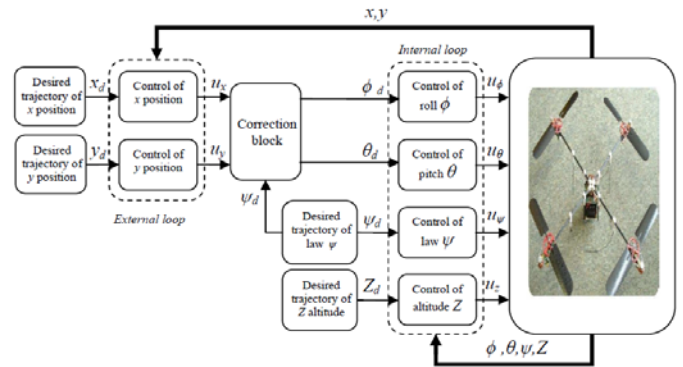 x,y
Internal loop
Desired
trajectory of
x position
x_d
Control of
x position
u_x
Correction
block
ϕ_d
Control of
roll ϕ
u_ϕ
Desired
trajectory of
y position
y_d
Control of
y position
u_y
θ_d
Control of
pitch θ
u_θ
External loop
ψ_d
Desired
trajectory of
law ψ
ψ_d
Control of
law ψ
u_ψ
Desired
trajectory of
Z altitude
Z_d
Control of
altitude Z
u_z
ϕ ,θ,ψ,Z